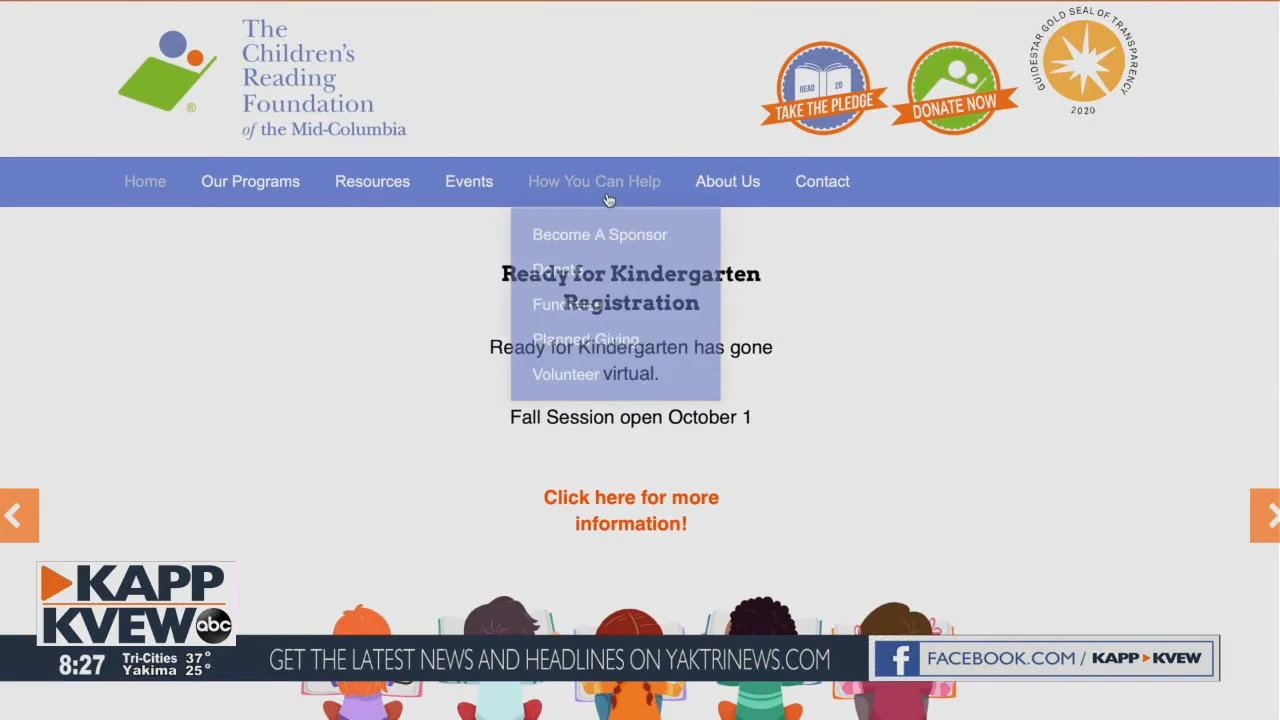 The
Children's
Reading
Foundation
of the Mid-Columbia
®
READ 20
TAKE THE PLEDGE
DONATE NOW
GUIDESTAR GOLD SEAL OF TRANSPARENCY
2020
Home Our Programs Resources Events How You Can Help About Us Contact
Become A Sponsor
Donate
Ready for Kindergarten
Registration
Planned Giving
Ready for Kindergarten has gone
Volunteer
virtual.
Fall Session open October 1
Click here for more
information!
KAPP
KVEW abc
8:27
Tri-Cities 37°
Yakima 25°
GET THE LATEST NEWS AND HEADLINES ON YAKTRINEWS.COM
f FACEBOOK.COM / KAPP KVEW